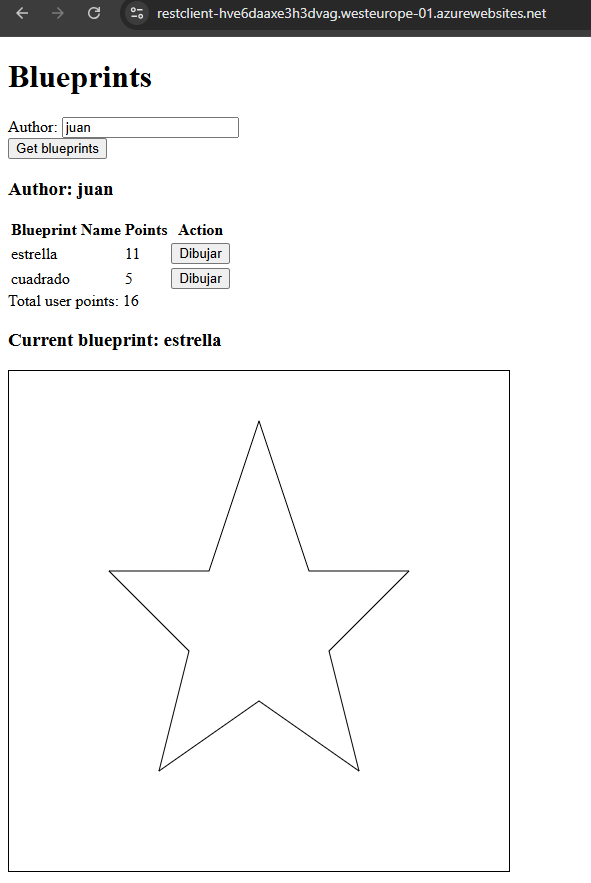 restclient-hve6daaxe3h3dvag.westeurope-01.azurewebsites.net
Blueprints
Author: juan
Get blueprints
Author: juan
Blueprint Name Points Action
estrella 11 Dibujar
cuadrado 5 Dibujar
Total user points: 16
Current blueprint: estrella